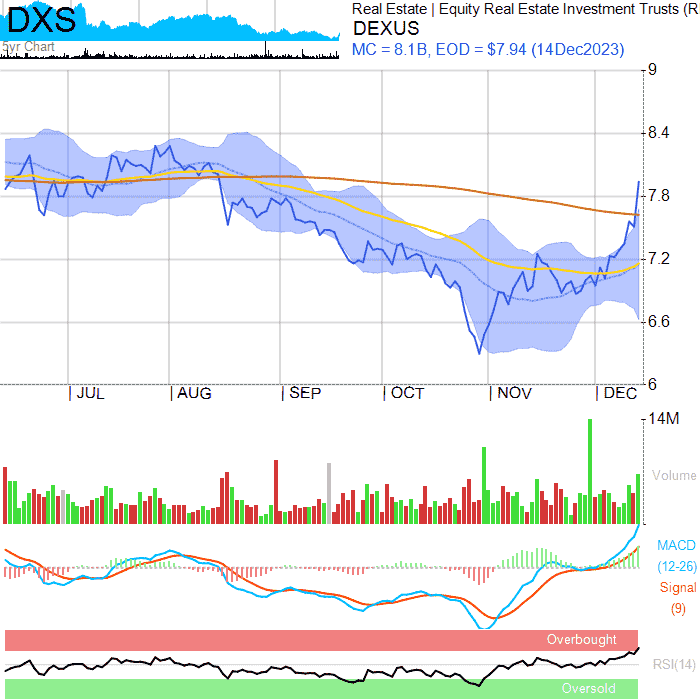 DXS
5yr Chart
Real Estate | Equity Real Estate Investment Trusts (R
DEXUS
MC = 8.1B, EOD = $7.94 (14Dec2023)
9
8.4
7.8
7.2
6.6
6
| JUL | AUG | SEP | OCT | NOV | DEC
14M
Volume
MACD
(12-26)
Signal
(9)
Overbought
RSI(14)
Oversold